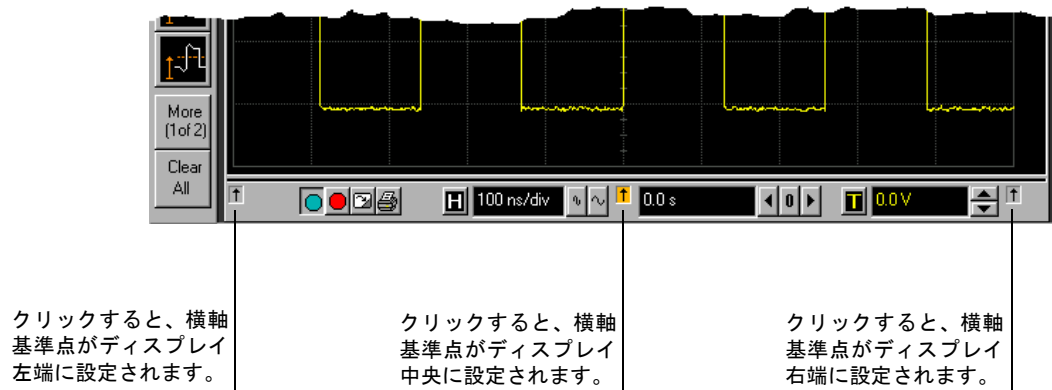 More
(1of 2)
Clear
All
H 100 ns/div 0.0 s 0 T 0.0 V
クリックすると、横軸
基準点がディスプレイ
左端に設定されます。
クリックすると、横軸
基準点がディスプレイ
中央に設定されます。
クリックすると、横軸
基準点がディスプレイ
右端に設定されます。